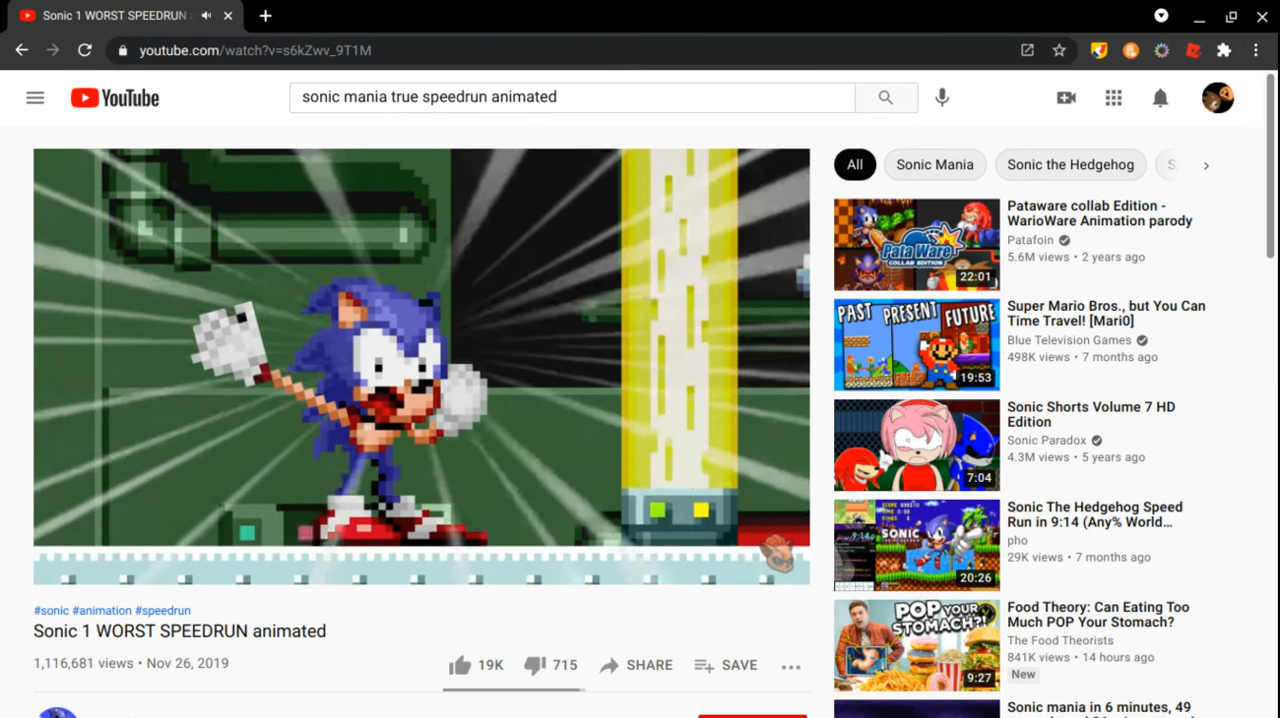 Sonic 1 WORST SPEEDRUN
youtube.com/watch?v=s6kZwv_9T1M
YouTube
sonic mania true speedrun animated
All
Sonic Mania
Sonic the Hedgehog
S
Pataware collab Edition -
WarioWare Animation parody
Patafoin
5.6M views • 2 years ago
PataWare
COLLAB EDITION
22:01
Super Mario Bros., but You Can
Time Travel! [Mari0]
Blue Television Games
498K views • 7 months ago
PAST PRESENT FUTURE
19:53
Sonic Shorts Volume 7 HD
Edition
Sonic Paradox
4.3M views • 5 years ago
7:04
Sonic The Hedgehog Speed
Run in 9:14 (Any% World...
pho
29K views • 7 months ago
SONIC
20:26
Food Theory: Can Eating Too
Much POP Your Stomach?
The Food Theorists
841K views • 14 hours ago
New
POP YOUR
STOMACH?!
9:27
Sonic mania in 6 minutes, 49
#sonic #animation #speedrun
Sonic 1 WORST SPEEDRUN animated
1,116,681 views • Nov 26, 2019
19K
715
SHARE
SAVE